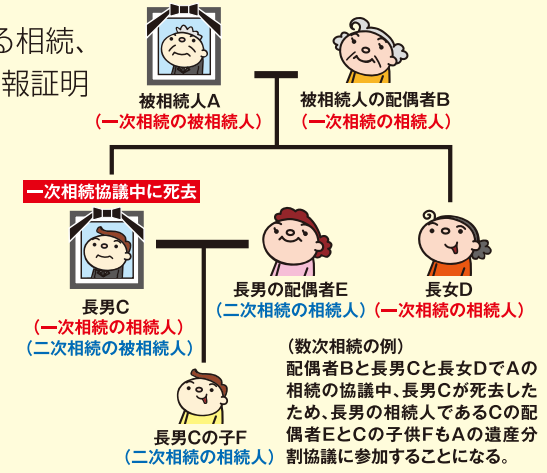 る相続、
報証明
被相続人A
（一次相続の被相続人）
被相続人の配偶者B
（一次相続の相続人）
一次相続協議中に死去
長男C
（一次相続の相続人）
（二次相続の被相続人）
長男の配偶者E
（二次相続の相続人）
長女D
（一次相続の相続人）
長男Cの子F
（二次相続の相続人）
（数次相続の例）
配偶者Bと長男Cと長女DでAの
相続の協議中、長男Cが死去した
ため、長男の相続人であるCの配
偶者EとCの子供FもAの遺産分
割協議に参加することになる。